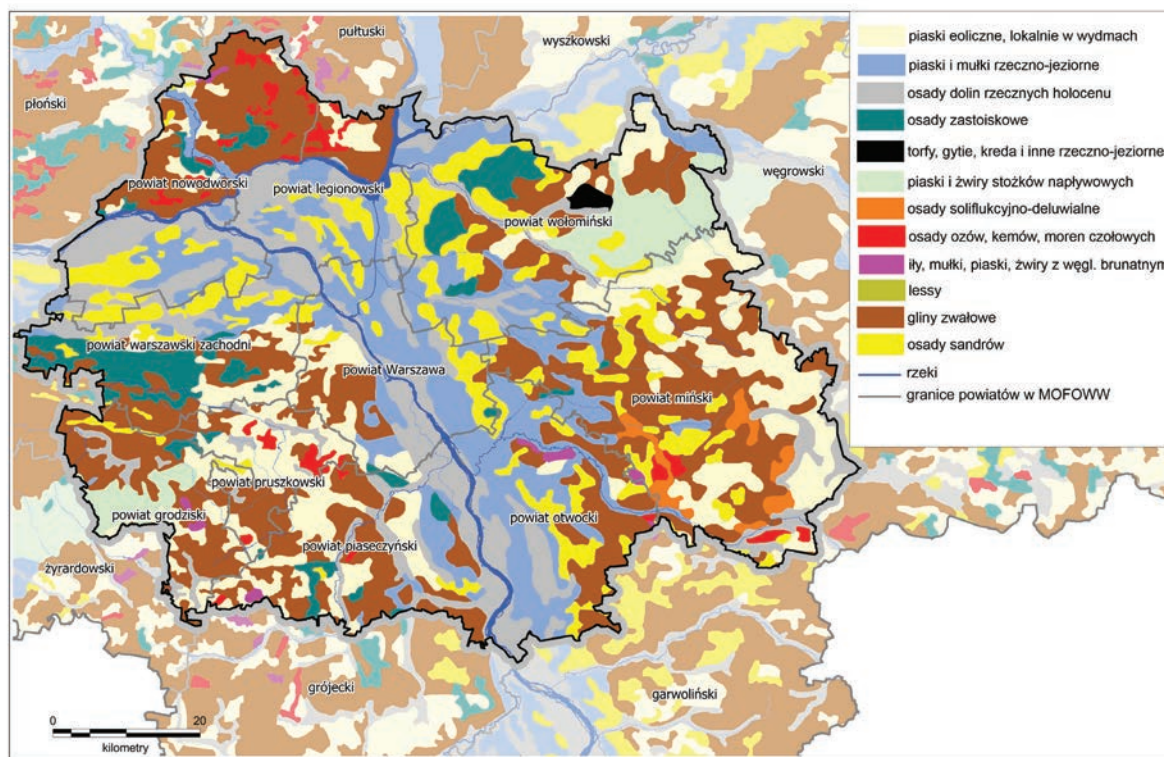 pułtuski
wyszkowski
płoński
węgrowski
powiat nowodworski
powiat legionowski
powiat wołomiński
powiat warszawski zachodni
powiat Warszawa
powiat miński
powiat pruszkowski
powiat grodziski
powiat otwocki
powiat piaseczyński
żyrardowski
grójecki
garwoliński
0 20
kilometry
piaski eoliczne, lokalnie w wydmach
piaski i mułki rzeczno-jeziorne
osady dolin rzecznych holocenu
osady zastoiskowe
torfy, gytie, kreda i inne rzeczno-jeziorne
piaski i żwiry stożków napływowych
osady soliflukcyjno-deluwialne
osady ozów, kemów, moren czołowych
iły, mułki, piaski, żwiry z węgl. brunatnym
lessy
gliny zwałowe
osady sandrów
rzeki
granice powiatów w MOFOWW